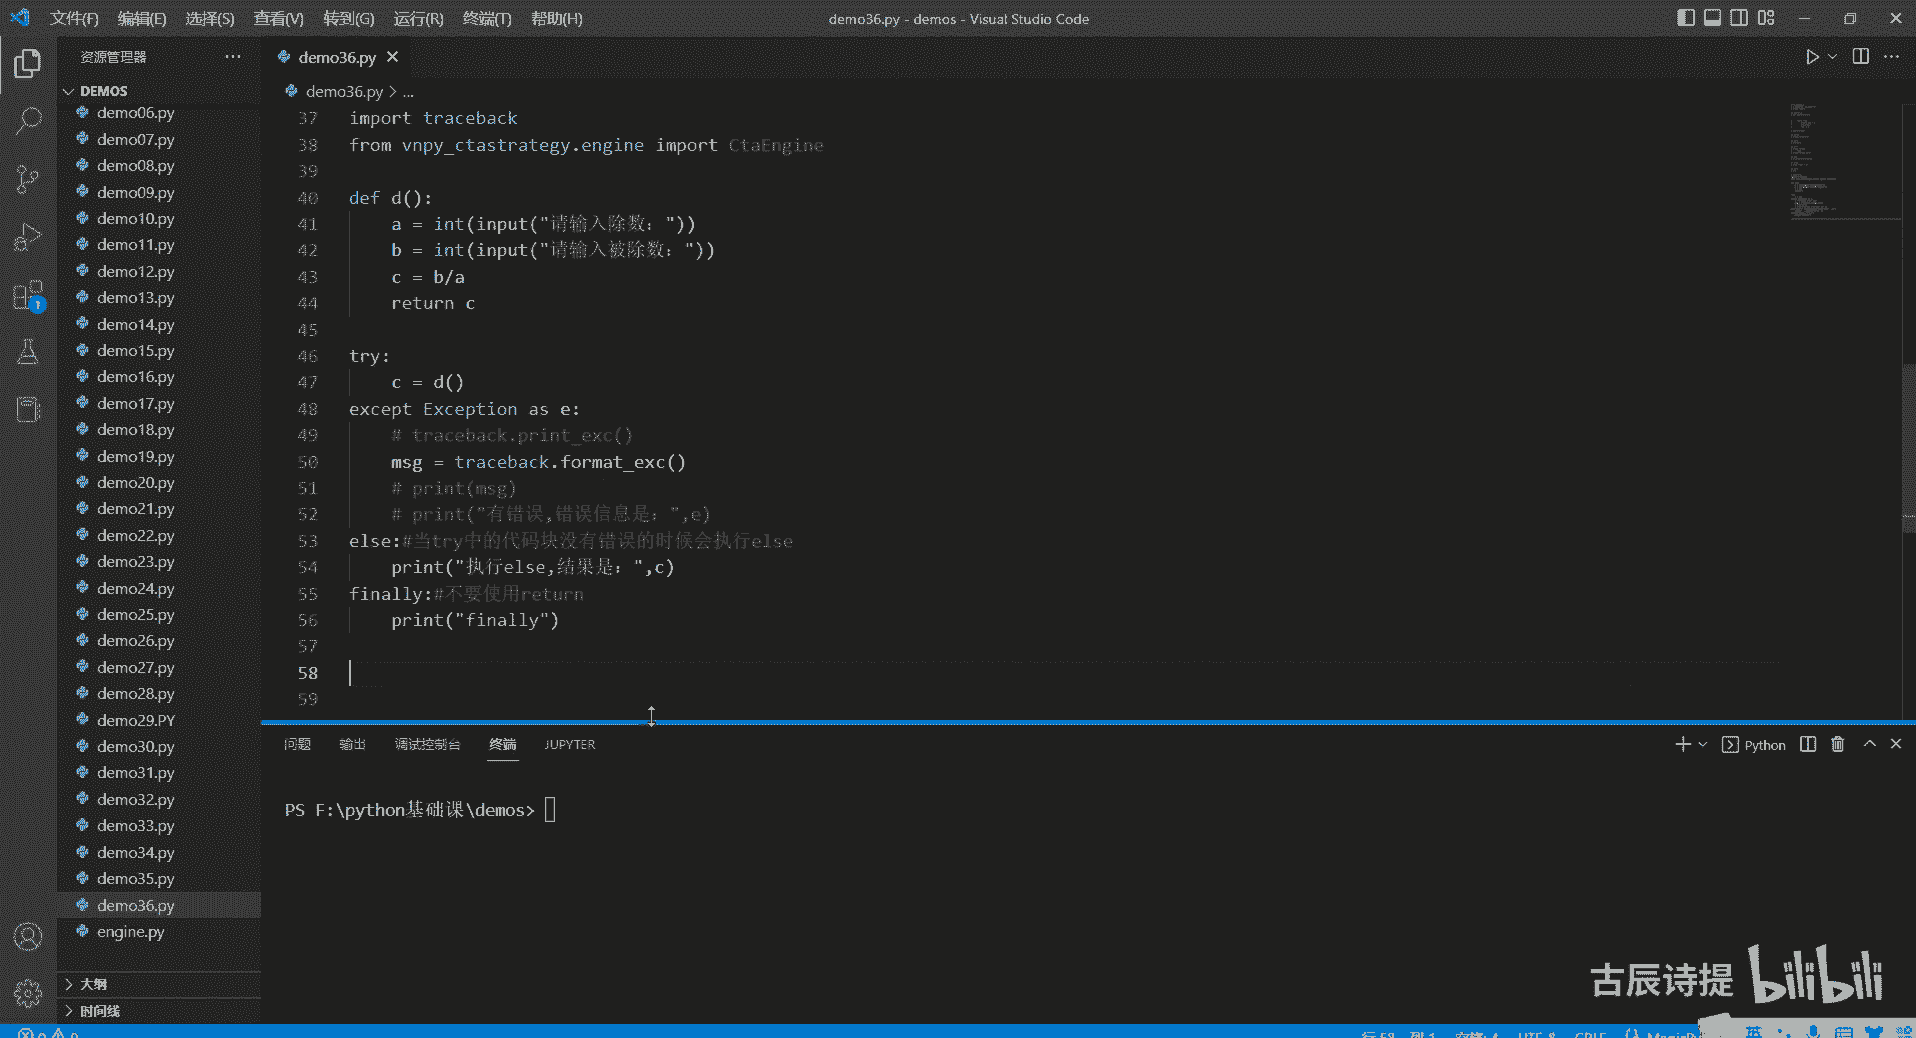 文件(F) 编辑(E) 选择(S) 查看(V) 转到(G) 运行(R) 终端(T) 帮助(H)
demo36.py - demos - Visual Studio Code
资源管理器
demo36.py
DEMOS
demo36.py > ...
demo06.py
demo07.py
demo08.py
demo09.py
demo10.py
demo11.py
demo12.py
demo13.py
demo14.py
demo15.py
demo16.py
demo17.py
demo18.py
demo19.py
demo20.py
demo21.py
demo22.py
demo23.py
demo24.py
demo25.py
demo26.py
demo27.py
demo28.py
demo29.PY
demo30.py
demo31.py
demo32.py
demo33.py
demo34.py
demo35.py
demo36.py
engine.py
大纲
时间线
37 import traceback
38 from vnpy_ctastrategy.engine import CtaEngine
39
40 def d():
41 a = int(input("请输入除数："))
42 b = int(input("请输入被除数："))
43 c = b/a
44 return c
45
46 try:
47 c = d()
48 except Exception as e:
49 # traceback.print_exc()
50 msg = traceback.format_exc()
51 # print(msg)
52 # print("有错误,错误信息是：",e)
53 else:#当try中的代码块没有错误的时候会执行else
54 print("执行else,结果是：",c)
55 finally:#不要使用return
56 print("finally")
57
58
59
问题 输出 调试控制台 终端 JUPYTER
Python
PS F:\python基础课\demos>
古辰诗提 bilibili
英